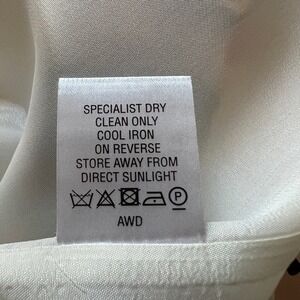 SPECIALIST DRY
CLEAN ONLY
COOL IRON
ON REVERSE
STORE AWAY FROM
DIRECT SUNLIGHT
P
AWD